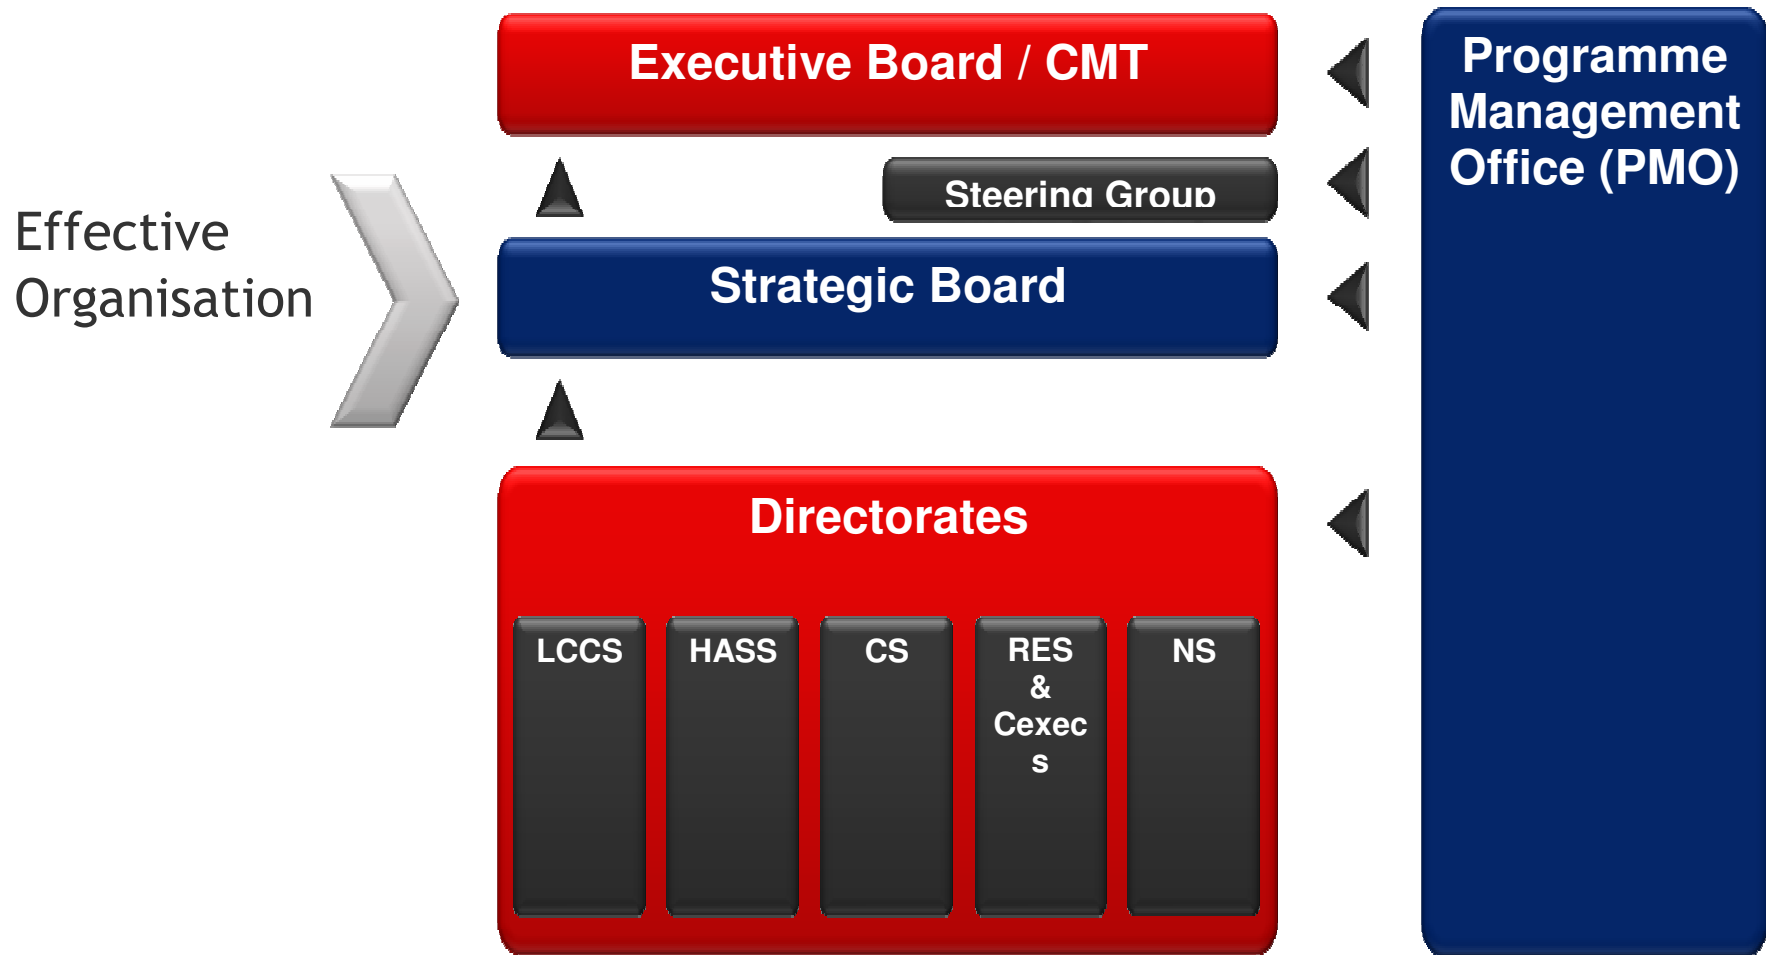 Executive Board / CMT
Programme
Management
Office (PMO)
Steering Group
Effective
Organisation
Strategic Board
Directorates
LCCS
HASS
CS
RES
&
Cexec
s
NS